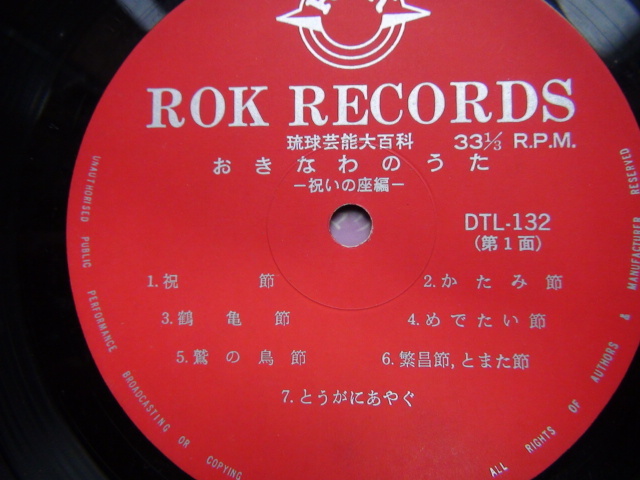 ROK RECORDS
琉球芸能大百科 33⅓ R.P.M.
おきなわのうた
−祝いの座編−
DTL-132
(第1面)
1.祝節 2.かたみ節
3.鶴亀節 4.めでたい節
5.鷲の鳥節 6.繁昌節,とまた節
7.とうがにあやぐ
UNAUTHORISED PUBLIC PERFORMANCE BROADCASTING OR COPYING
ALL RIGHTS OF AUTHORS & MANUFACTURER RESERVED